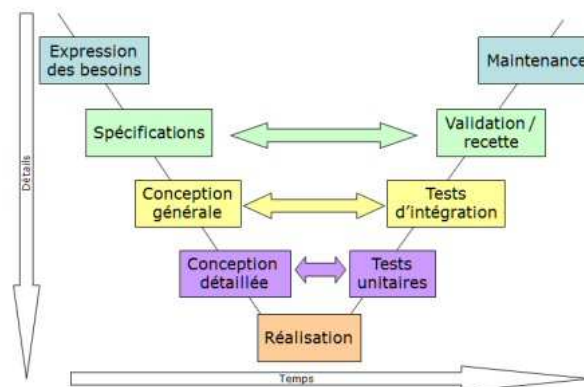 Expression
des besoins
Maintenance
Spécifications
Validation /
recette
Conception
générale
Tests
d'intégration
Conception
détaillée
Tests
unitaires
Réalisation
Détails
Temps